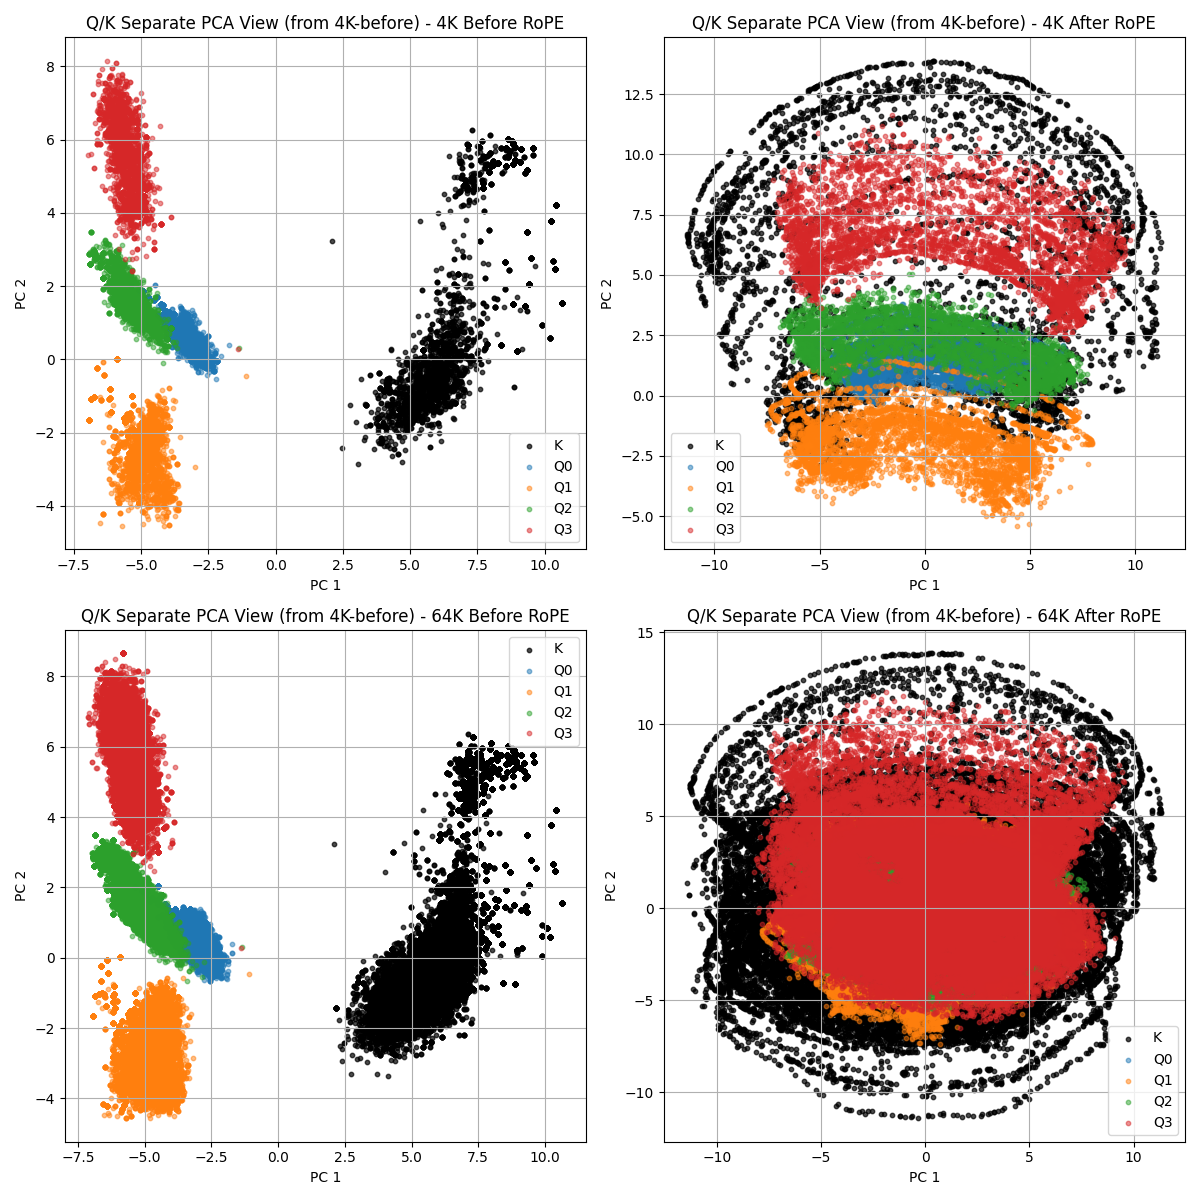 Q/K Separate PCA View (from 4K-before) - 4K Before RoPE
8
6
4
2
0
−2
−4
PC 2
−7.5
−5.0
−2.5
0.0
2.5
5.0
7.5
10.0
PC 1
K
Q0
Q1
Q2
Q3
Q/K Separate PCA View (from 4K-before) - 4K After RoPE
12.5
10.0
7.5
5.0
2.5
0.0
−2.5
−5.0
PC 2
−10
−5
0
5
10
PC 1
K
Q0
Q1
Q2
Q3
Q/K Separate PCA View (from 4K-before) - 64K Before RoPE
8
6
4
2
0
−2
−4
PC 2
−7.5
−5.0
−2.5
0.0
2.5
5.0
7.5
10.0
PC 1
K
Q0
Q1
Q2
Q3
Q/K Separate PCA View (from 4K-before) - 64K After RoPE
15
10
5
0
−5
−10
PC 2
−10
−5
0
5
10
PC 1
K
Q0
Q1
Q2
Q3